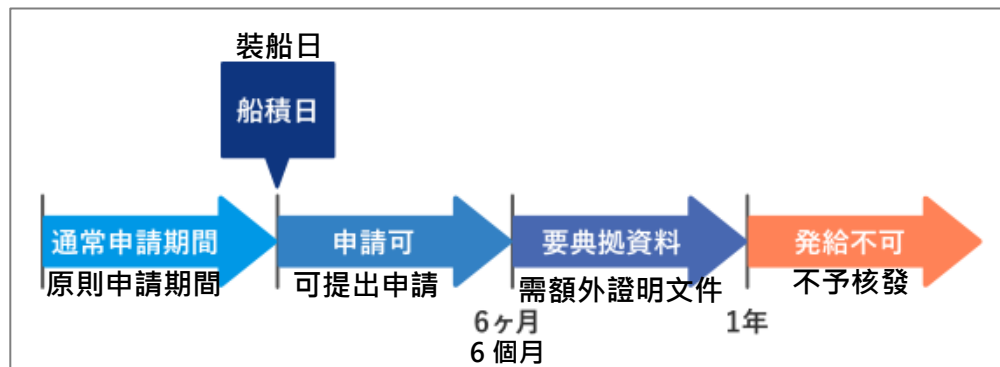 裝船日
船積日
通常申請期間
申請可
要典拠資料
発給不可
原則申請期間
可提出申請
需額外證明文件
不予核發
6ヶ月
1年
6 個月